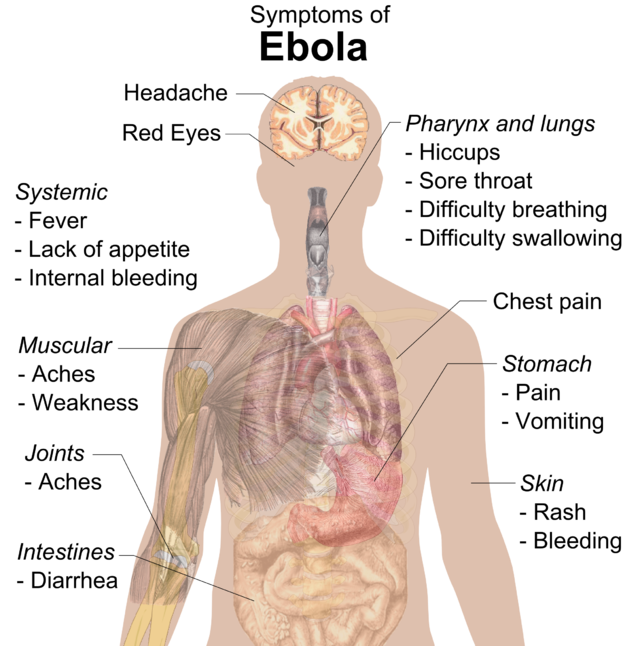 Symptoms of
Ebola
Headache
Red Eyes
Systemic
- Fever
- Lack of appetite
- Internal bleeding
Muscular
- Aches
- Weakness
Joints
- Aches
Intestines
- Diarrhea
Pharynx and lungs
- Hiccups
- Sore throat
- Difficulty breathing
- Difficulty swallowing
Chest pain
Stomach
- Pain
- Vomiting
Skin
- Rash
- Bleeding